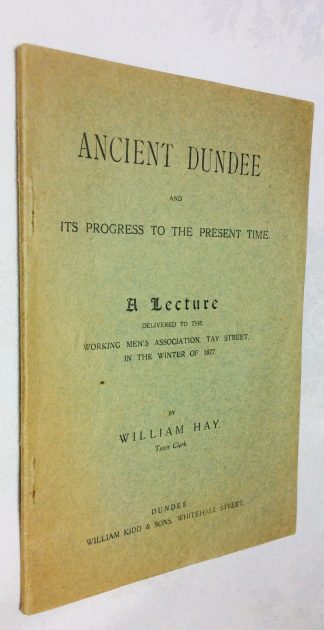 ANCIENT DUNDEE
AND
ITS PROGRESS TO THE PRESENT TIME.
A Lecture
DELIVERED TO THE
WORKING MEN'S ASSOCIATION, TAY STREET,
IN THE WINTER OF 1877.
BY
WILLIAM HAY,
Town Clerk.
DUNDEE
WILLIAM KIDD & SONS, WHITEHALL STREET.